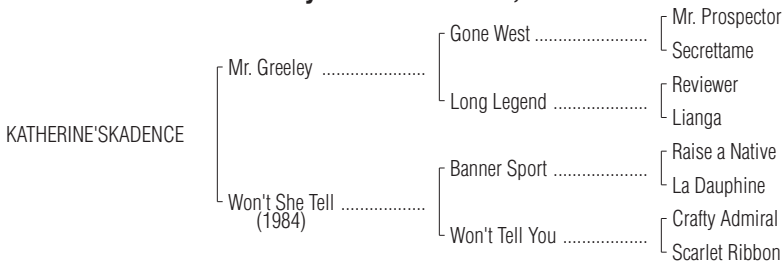 Mr. Prospector
Gone West ........................
Secrettame
Mr. Greeley ......................
Reviewer
Long Legend ....................
Lianga
KATHERINE'SKADENCE
Raise a Native
Banner Sport ....................
La Dauphine
Won't She Tell ..................
(1984)
Crafty Admiral
Won't Tell You ..................
Scarlet Ribbon